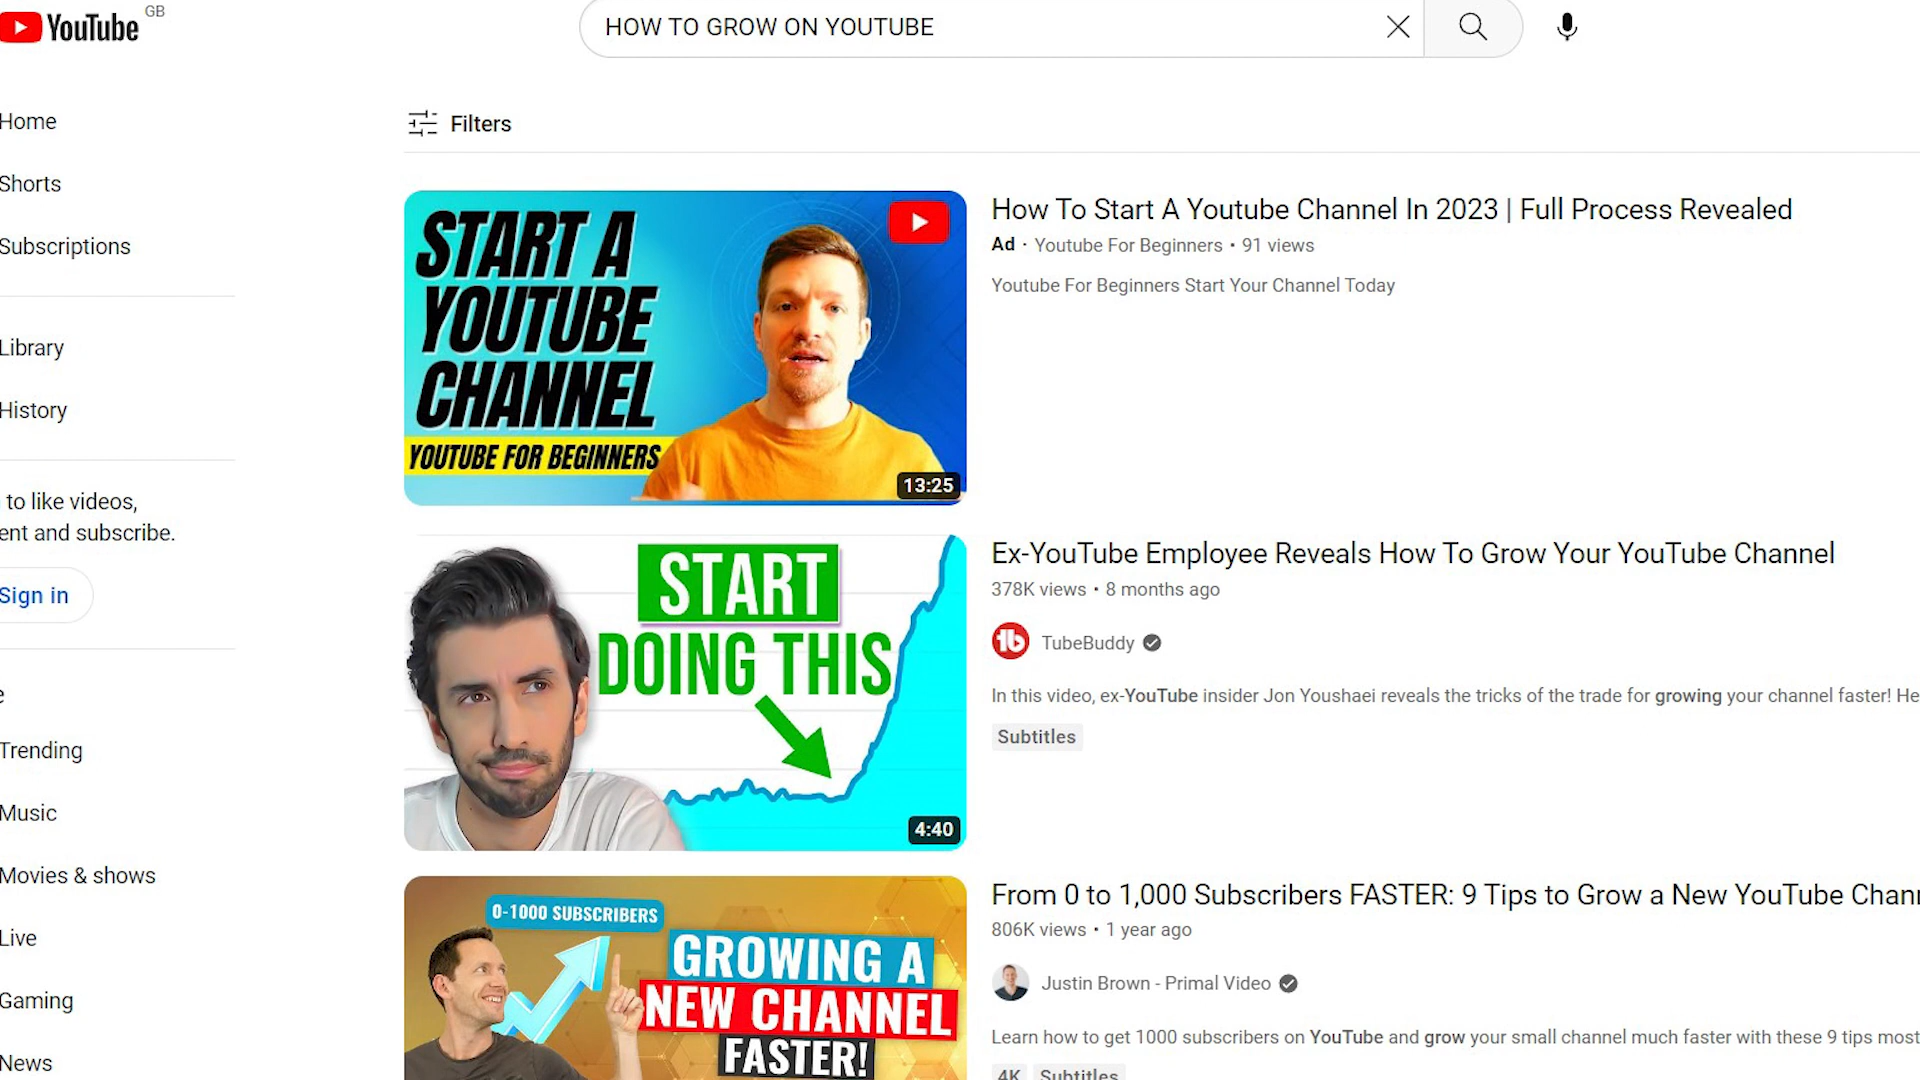 YouTube GB
HOW TO GROW ON YOUTUBE
Home
Shorts
Subscriptions
Library
History
to like videos,
ent and subscribe.
Sign in
e
Trending
Music
Movies & shows
Live
Gaming
News
Filters
START A
YOUTUBE
CHANNEL
YOUTUBE FOR BEGINNERS
13:25
How To Start A Youtube Channel In 2023 | Full Process Revealed
Ad · Youtube For Beginners • 91 views
Youtube For Beginners Start Your Channel Today
START
DOING THIS
4:40
Ex-YouTube Employee Reveals How To Grow Your YouTube Channel
378K views • 8 months ago
tb TubeBuddy
In this video, ex-YouTube insider Jon Youshaei reveals the tricks of the trade for growing your channel faster! He
Subtitles
0-1000 SUBSCRIBERS
GROWING A
NEW CHANNEL
FASTER!
From 0 to 1,000 Subscribers FASTER: 9 Tips to Grow a New YouTube Chann
806K views • 1 year ago
Justin Brown - Primal Video
Learn how to get 1000 subscribers on YouTube and grow your small channel much faster with these 9 tips most
4K Subtitles